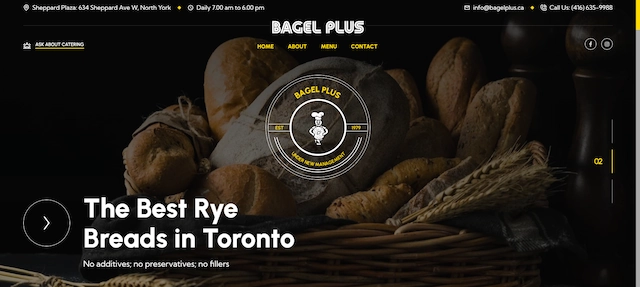 Sheppard Plaza: 634 Sheppard Ave W, North York
Daily 7.00 am to 6.00 pm
info@bagelplus.ca
Call Us: (416) 635-9988
BAGEL PLUS
ASK ABOUT CATERING
HOME ABOUT MENU CONTACT
BAGEL PLUS
EST 1979
UNDER NEW MANAGEMENT
02
The Best Rye
Breads in Toronto
No additives; no preservatives; no fillers